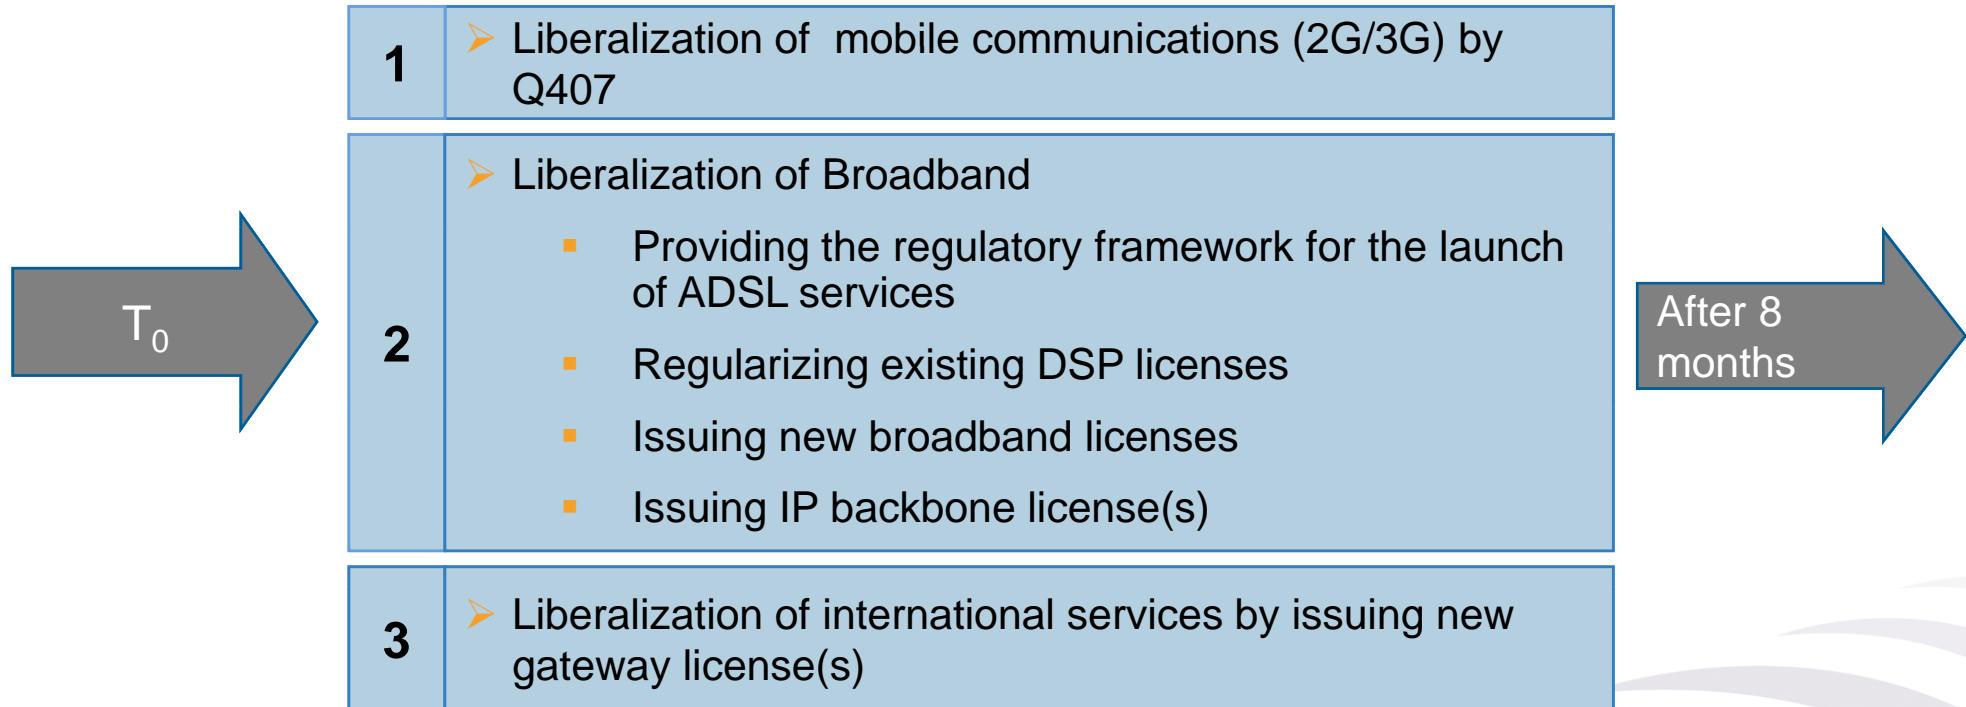 1
➢ Liberalization of mobile communications (2G/3G) by
Q407
T0
2
➢ Liberalization of Broadband
▪ Providing the regulatory framework for the launch
of ADSL services
▪ Regularizing existing DSP licenses
▪ Issuing new broadband licenses
▪ Issuing IP backbone license(s)
3
➢ Liberalization of international services by issuing new
gateway license(s)
After 8
months